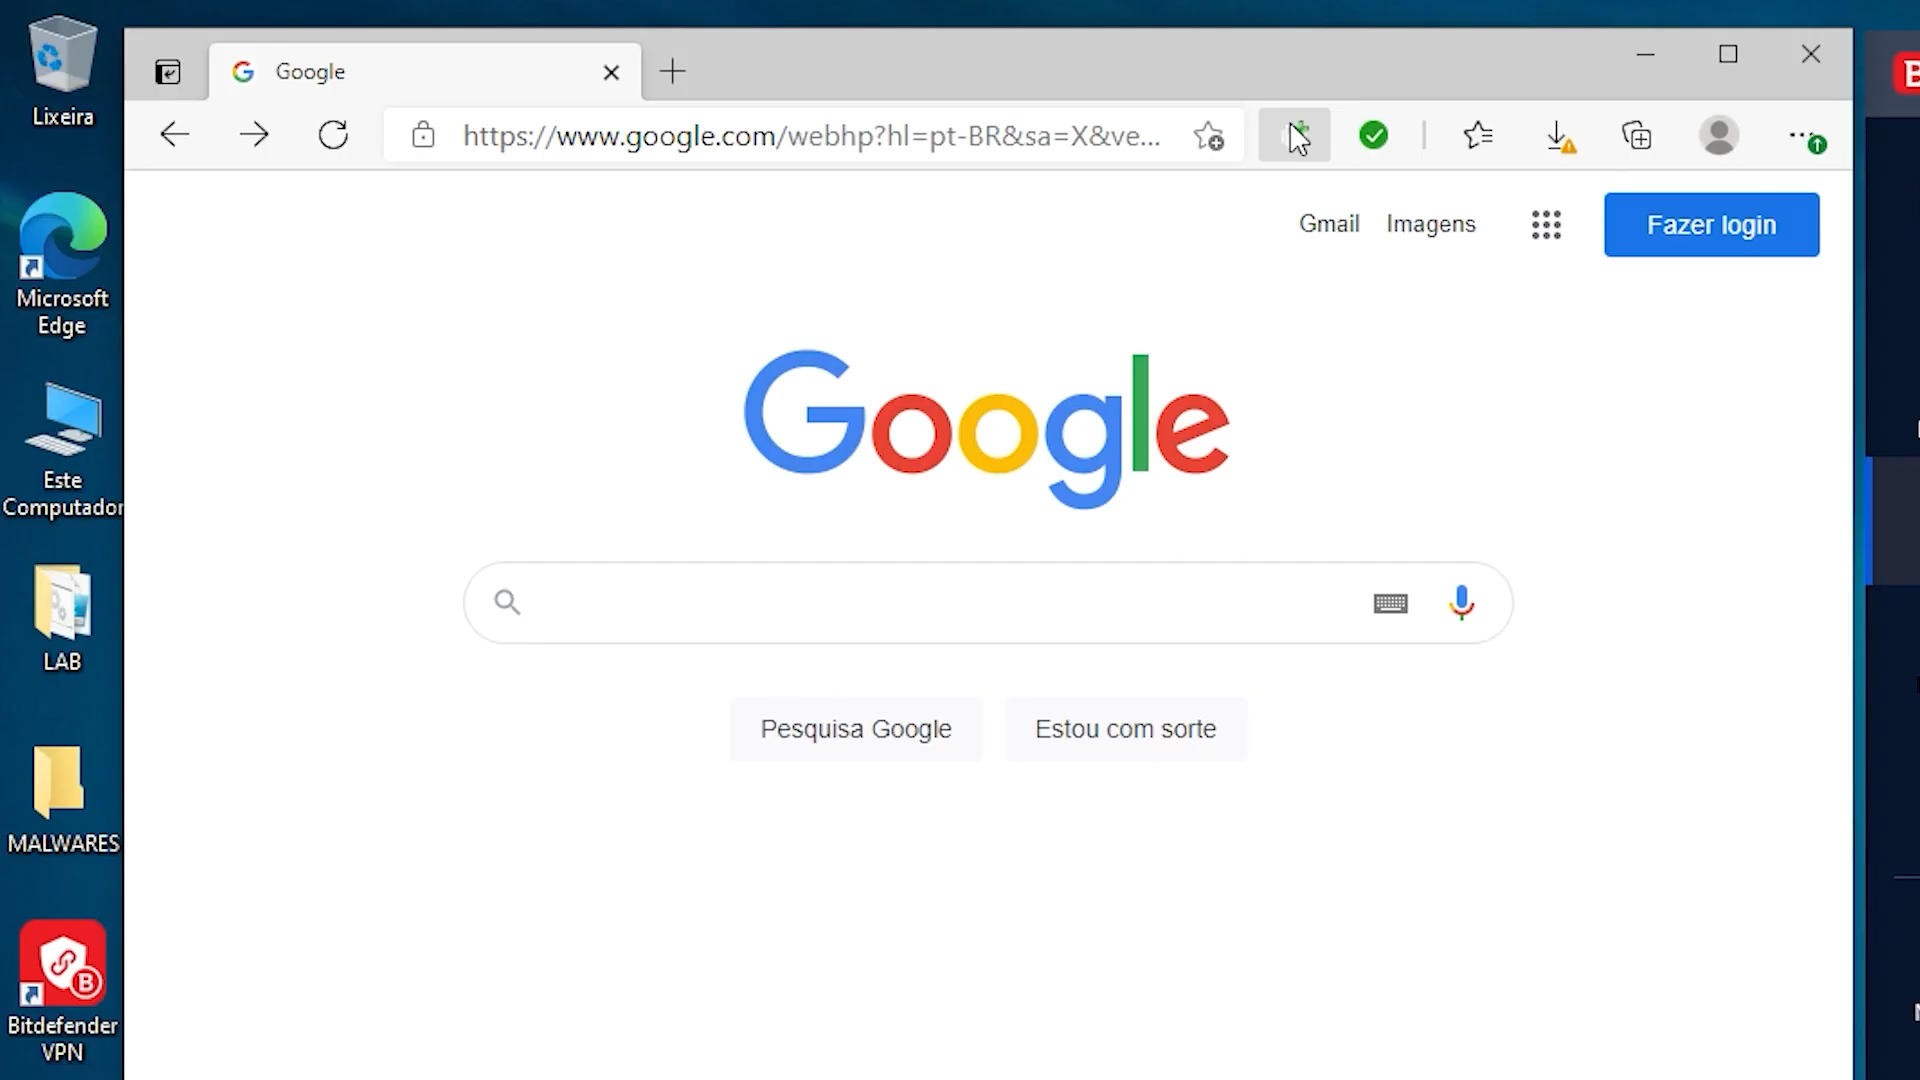 Lixeira
Microsoft
Edge
Este
Computador
LAB
MALWARES
Bitdefender
VPN
Google
https://www.google.com/webhp?hl=pt-BR&sa=X&ve...
Gmail
Imagens
Fazer login
Google
Pesquisa Google
Estou com sorte